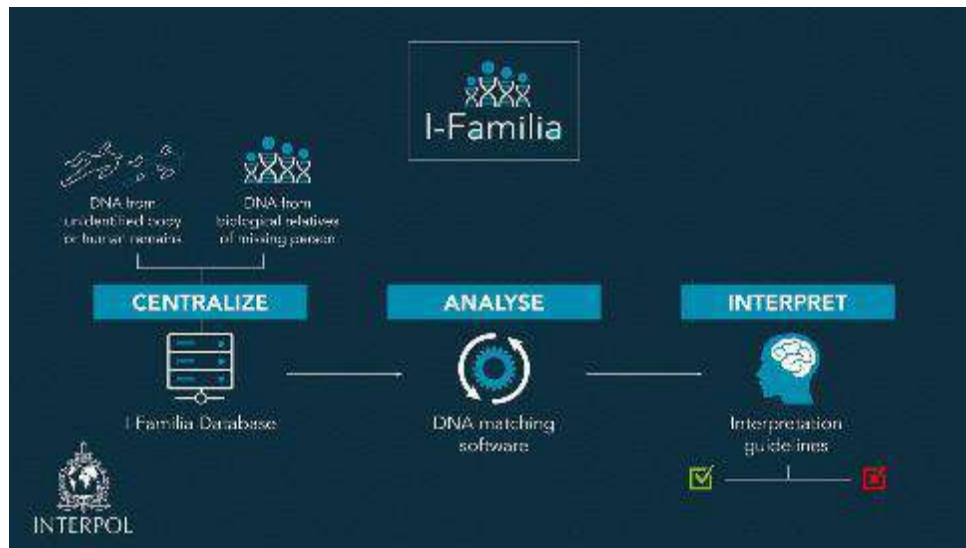 I-Familia
DNA from
unidentified body
or human remains
DNA from
biological relatives
of missing person
CENTRALIZE
ANALYSE
INTERPRET
I-Familia Database
DNA matching
software
Interpretation
guidelines
INTERPOL